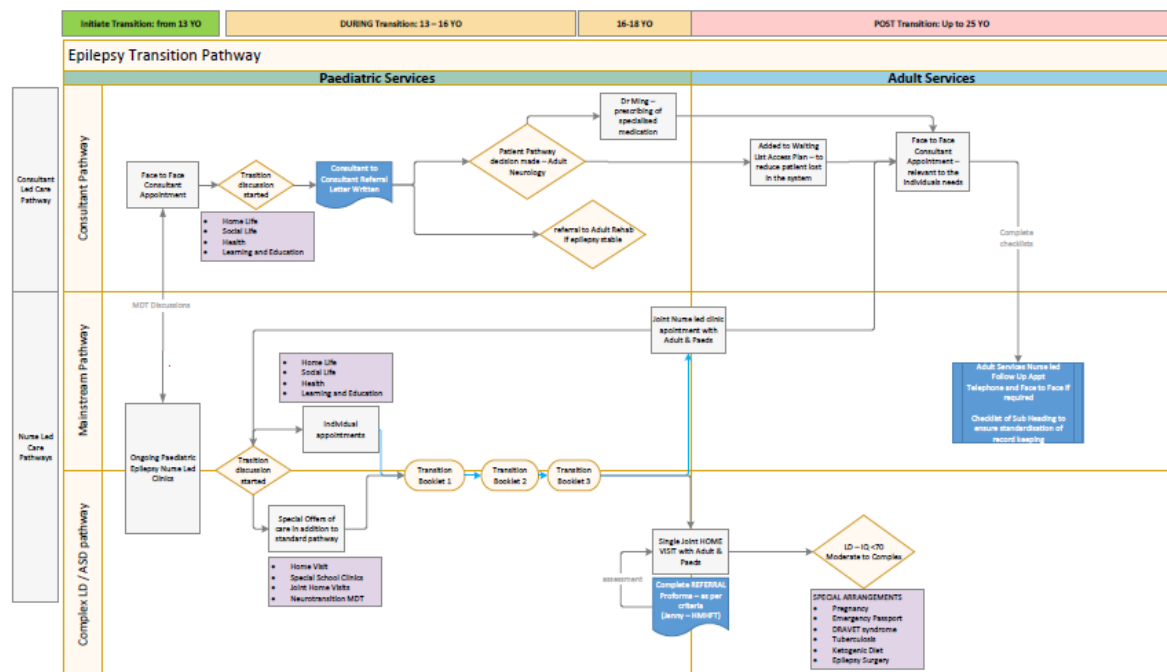 Initiate Transition: from 13 YO
DURING Transition: 13 – 16 YO
16-18 YO
POST Transition: Up to 25 YO
Epilepsy Transition Pathway
Paediatric Services
Adult Services
Consultant
Led Care
Pathway
Consultant Pathway
Face to Face
Consultant
Appointment
Trasition
discussion
started
Home Life
Social Life
Health
Learning and Education
Consultant to
Consultant Referral
Letter Written
Patient Pathway
decision made – Adult
Neurology
Dr Ming –
prescribing of
specialised
medication
referral to Adult Rehab
if epilepsy stable
Added to Waiting
List Access Plan – to
reduce patient lost
in the system
Face to Face
Consultant
Appointment –
relevant to the
individuals needs
Complete
checklists
MDT Discussions
Nurse Led
Care
Pathways
Mainstream Pathway
Joint Nurse led clinic
apointment with
Adult & Paeds
Home Life
Social Life
Health
Learning and Education
Individual
appointments
Ongoing Paediatric
Epilepsy Nurse Led
Clinics
Trasition
discussion
started
Transition
Booklet 1
Transition
Booklet 2
Transition
Booklet 3
Adult Services Nurse led
Follow Up Appt
Telephone and Face to Face if
required
Checklist of Sub Heading to
ensure standardisation of
record keeping
Complex LD / ASD pathway
Special Offers of
care in addition to
standard pathway
Home Visit
Special School Clinics
Joint Home Visits
Neurotransition MDT
Single Joint HOME
VISIT with Adult &
Paeds
assessment
Complete REFERRAL
Proforma – as per
criteria
(Jenny – HMHFT)
LD – IQ <70
Moderate to Complex
SPECIAL ARRANGEMENTS
Pregnancy
Emergency Passport
DRAVET syndrome
Tuberculosis
Ketogenic Diet
Epilepsy Surgery